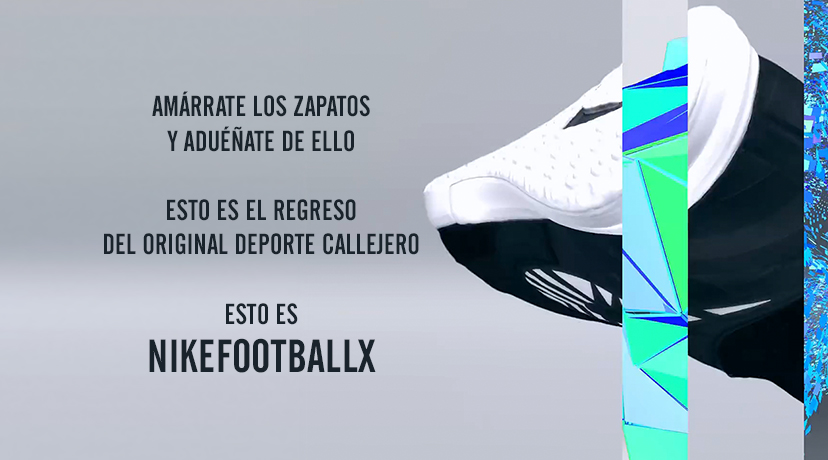 AMÁRRATE LOS ZAPATOS
Y ADUÉÑATE DE ELLO
ESTO ES EL REGRESO
DEL ORIGINAL DEPORTE CALLEJERO
ESTO ES
NIKEFOOTBALLX